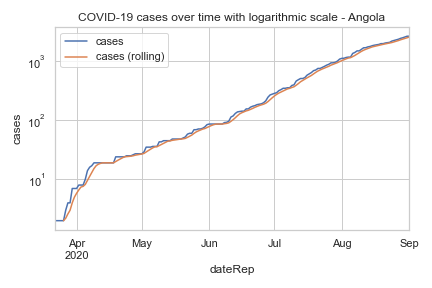 COVID-19 cases over time with logarithmic scale - Angola
cases
cases (rolling)
10³
10²
10¹
cases
Apr May Jun Jul Aug Sep
2020
dateRep